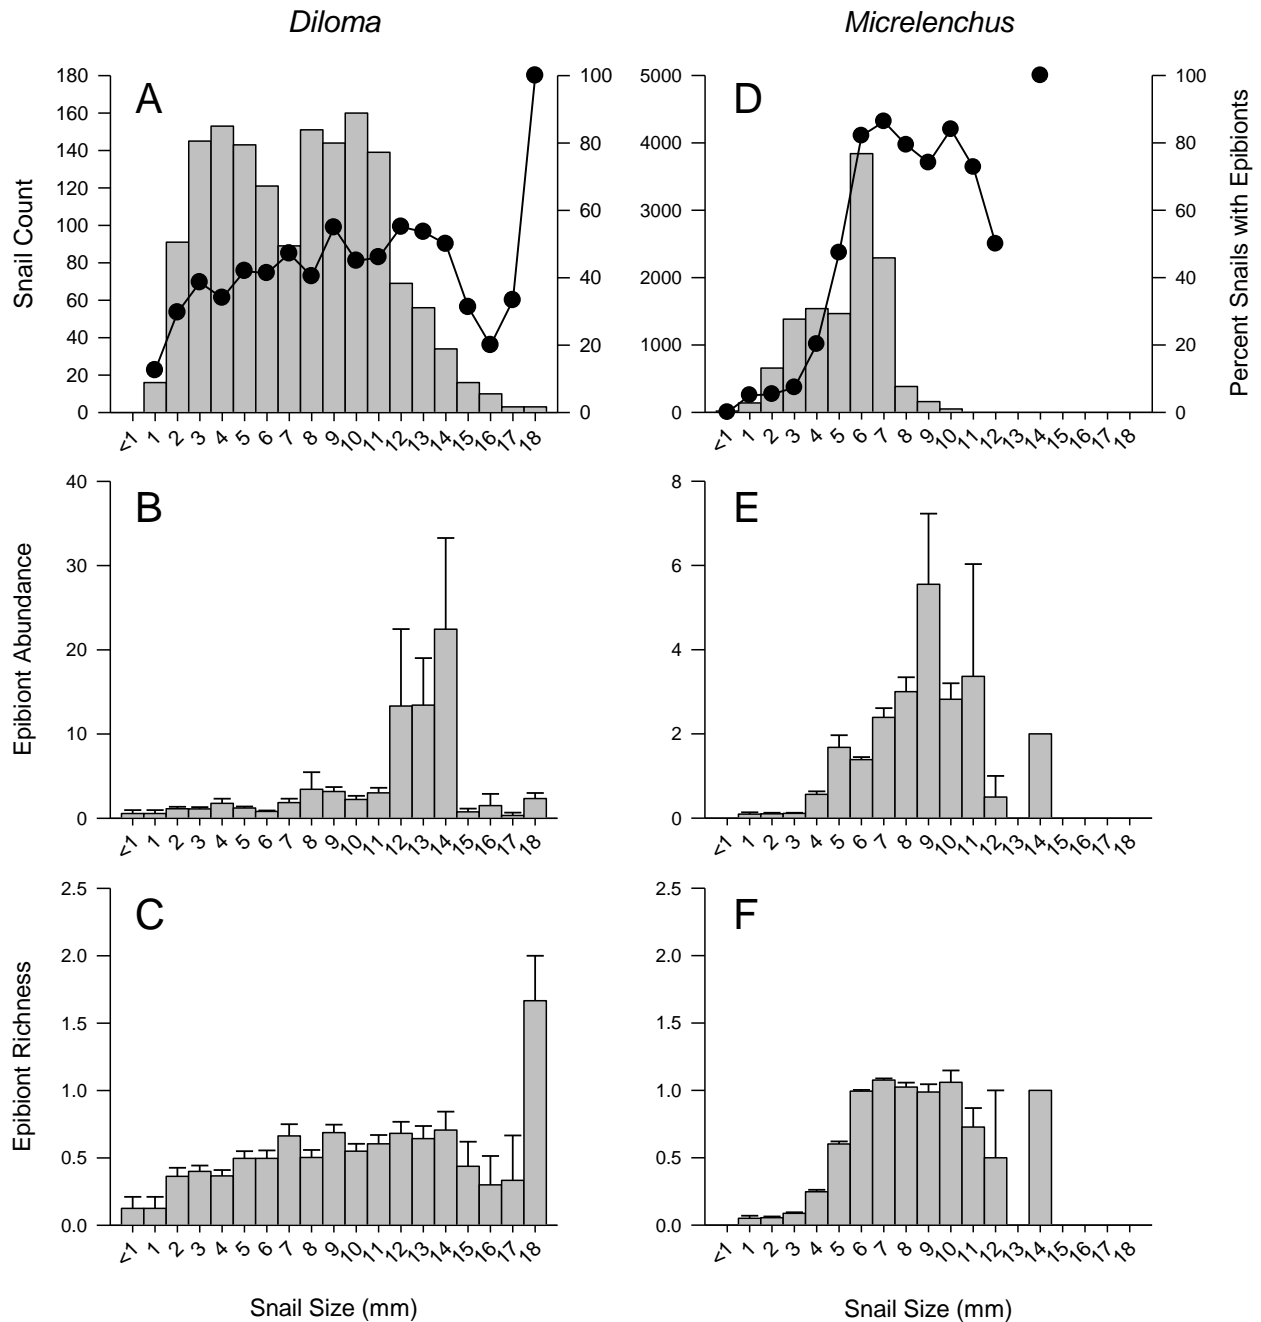 Diloma
Micrelenchus
A
180
160
140
120
100
80
60
40
20
0
Snail Count
100
80
60
40
20
0
<1 1 2 3 4 5 6 7 8 9 10 11 12 13 14 15 16 17 18
D
5000
4000
3000
2000
1000
0
100
80
60
40
20
0
Percent Snails with Epibionts
<1 1 2 3 4 5 6 7 8 9 10 11 12 13 14 15 16 17 18
B
40
30
20
10
0
Epibiont Abundance
<1 1 2 3 4 5 6 7 8 9 10 11 12 13 14 15 16 17 18
E
8
6
4
2
0
<1 1 2 3 4 5 6 7 8 9 10 11 12 13 14 15 16 17 18
C
2.5
2.0
1.5
1.0
0.5
0.0
Epibiont Richness
<1 1 2 3 4 5 6 7 8 9 10 11 12 13 14 15 16 17 18
Snail Size (mm)
F
2.5
2.0
1.5
1.0
0.5
0.0
<1 1 2 3 4 5 6 7 8 9 10 11 12 13 14 15 16 17 18
Snail Size (mm)